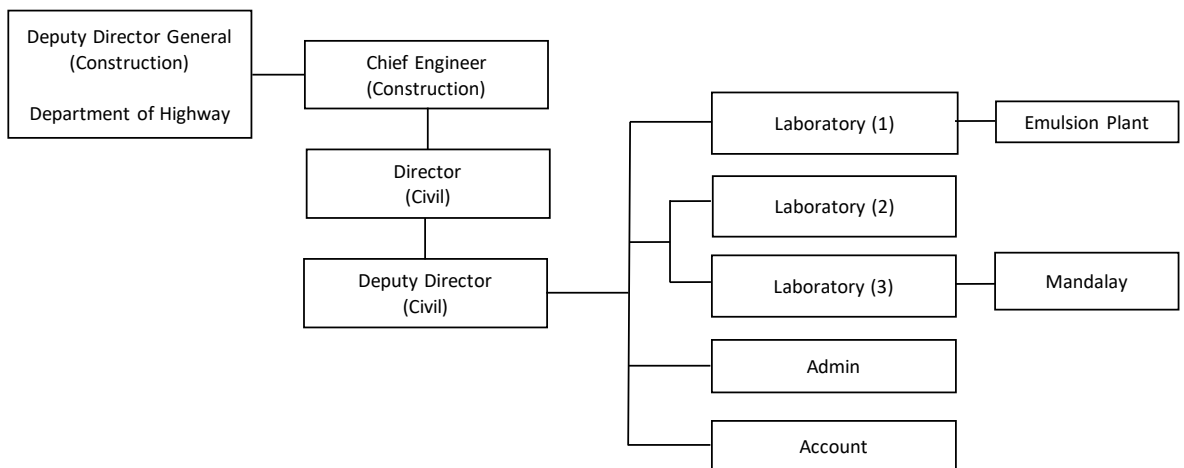 Deputy Director General
(Construction)
Department of Highway
Chief Engineer
(Construction)
Director
(Civil)
Deputy Director
(Civil)
Laboratory (1)
Emulsion Plant
Laboratory (2)
Laboratory (3)
Mandalay
Admin
Account